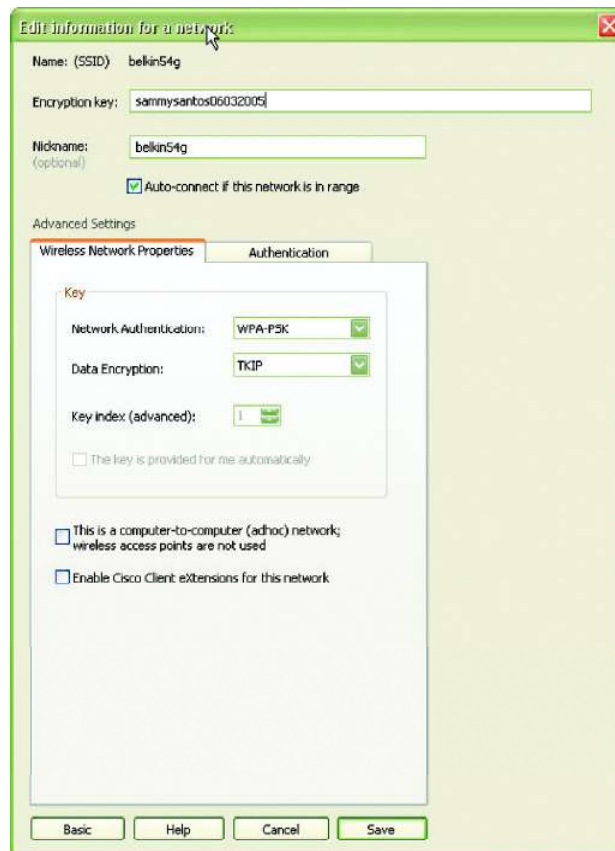 Edit information for a network
Name: (SSID) belkin54g
Encryption key: sammysantos06032005
Nickname: belkin54g
(optional)
Auto-connect if this network is in range
Advanced Settings
Wireless Network Properties Authentication
Key
Network Authentication: WPA-PSK
Data Encryption: TKIP
Key index (advanced): 1
The key is provided for me automatically
This is a computer-to-computer (adhoc) network;
wireless access points are not used
Enable Cisco Client eXtensions for this network
Basic Help Cancel Save